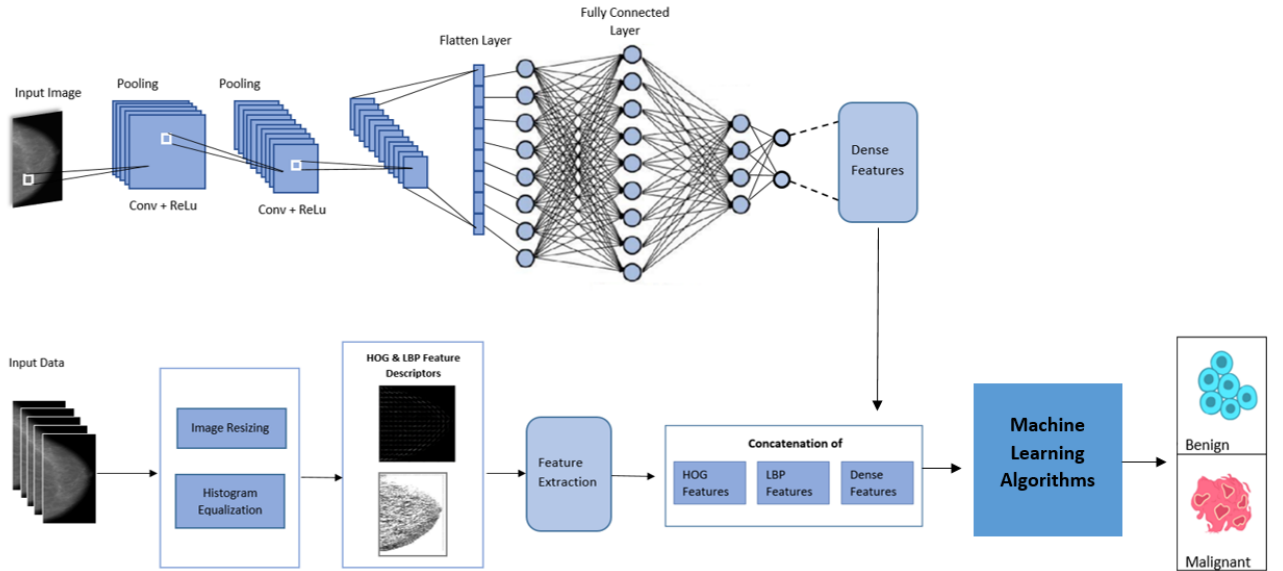 Fully Connected
Layer
Flatten Layer
Pooling
Pooling
Input Image
Conv + ReLu
Conv + ReLu
Dense
Features
Input Data
Image Resizing
Histogram
Equalization
HOG & LBP Feature
Descriptors
Feature
Extraction
Concatenation of
HOG
Features
LBP
Features
Dense
Features
Machine
Learning
Algorithms
Benign
Malignant